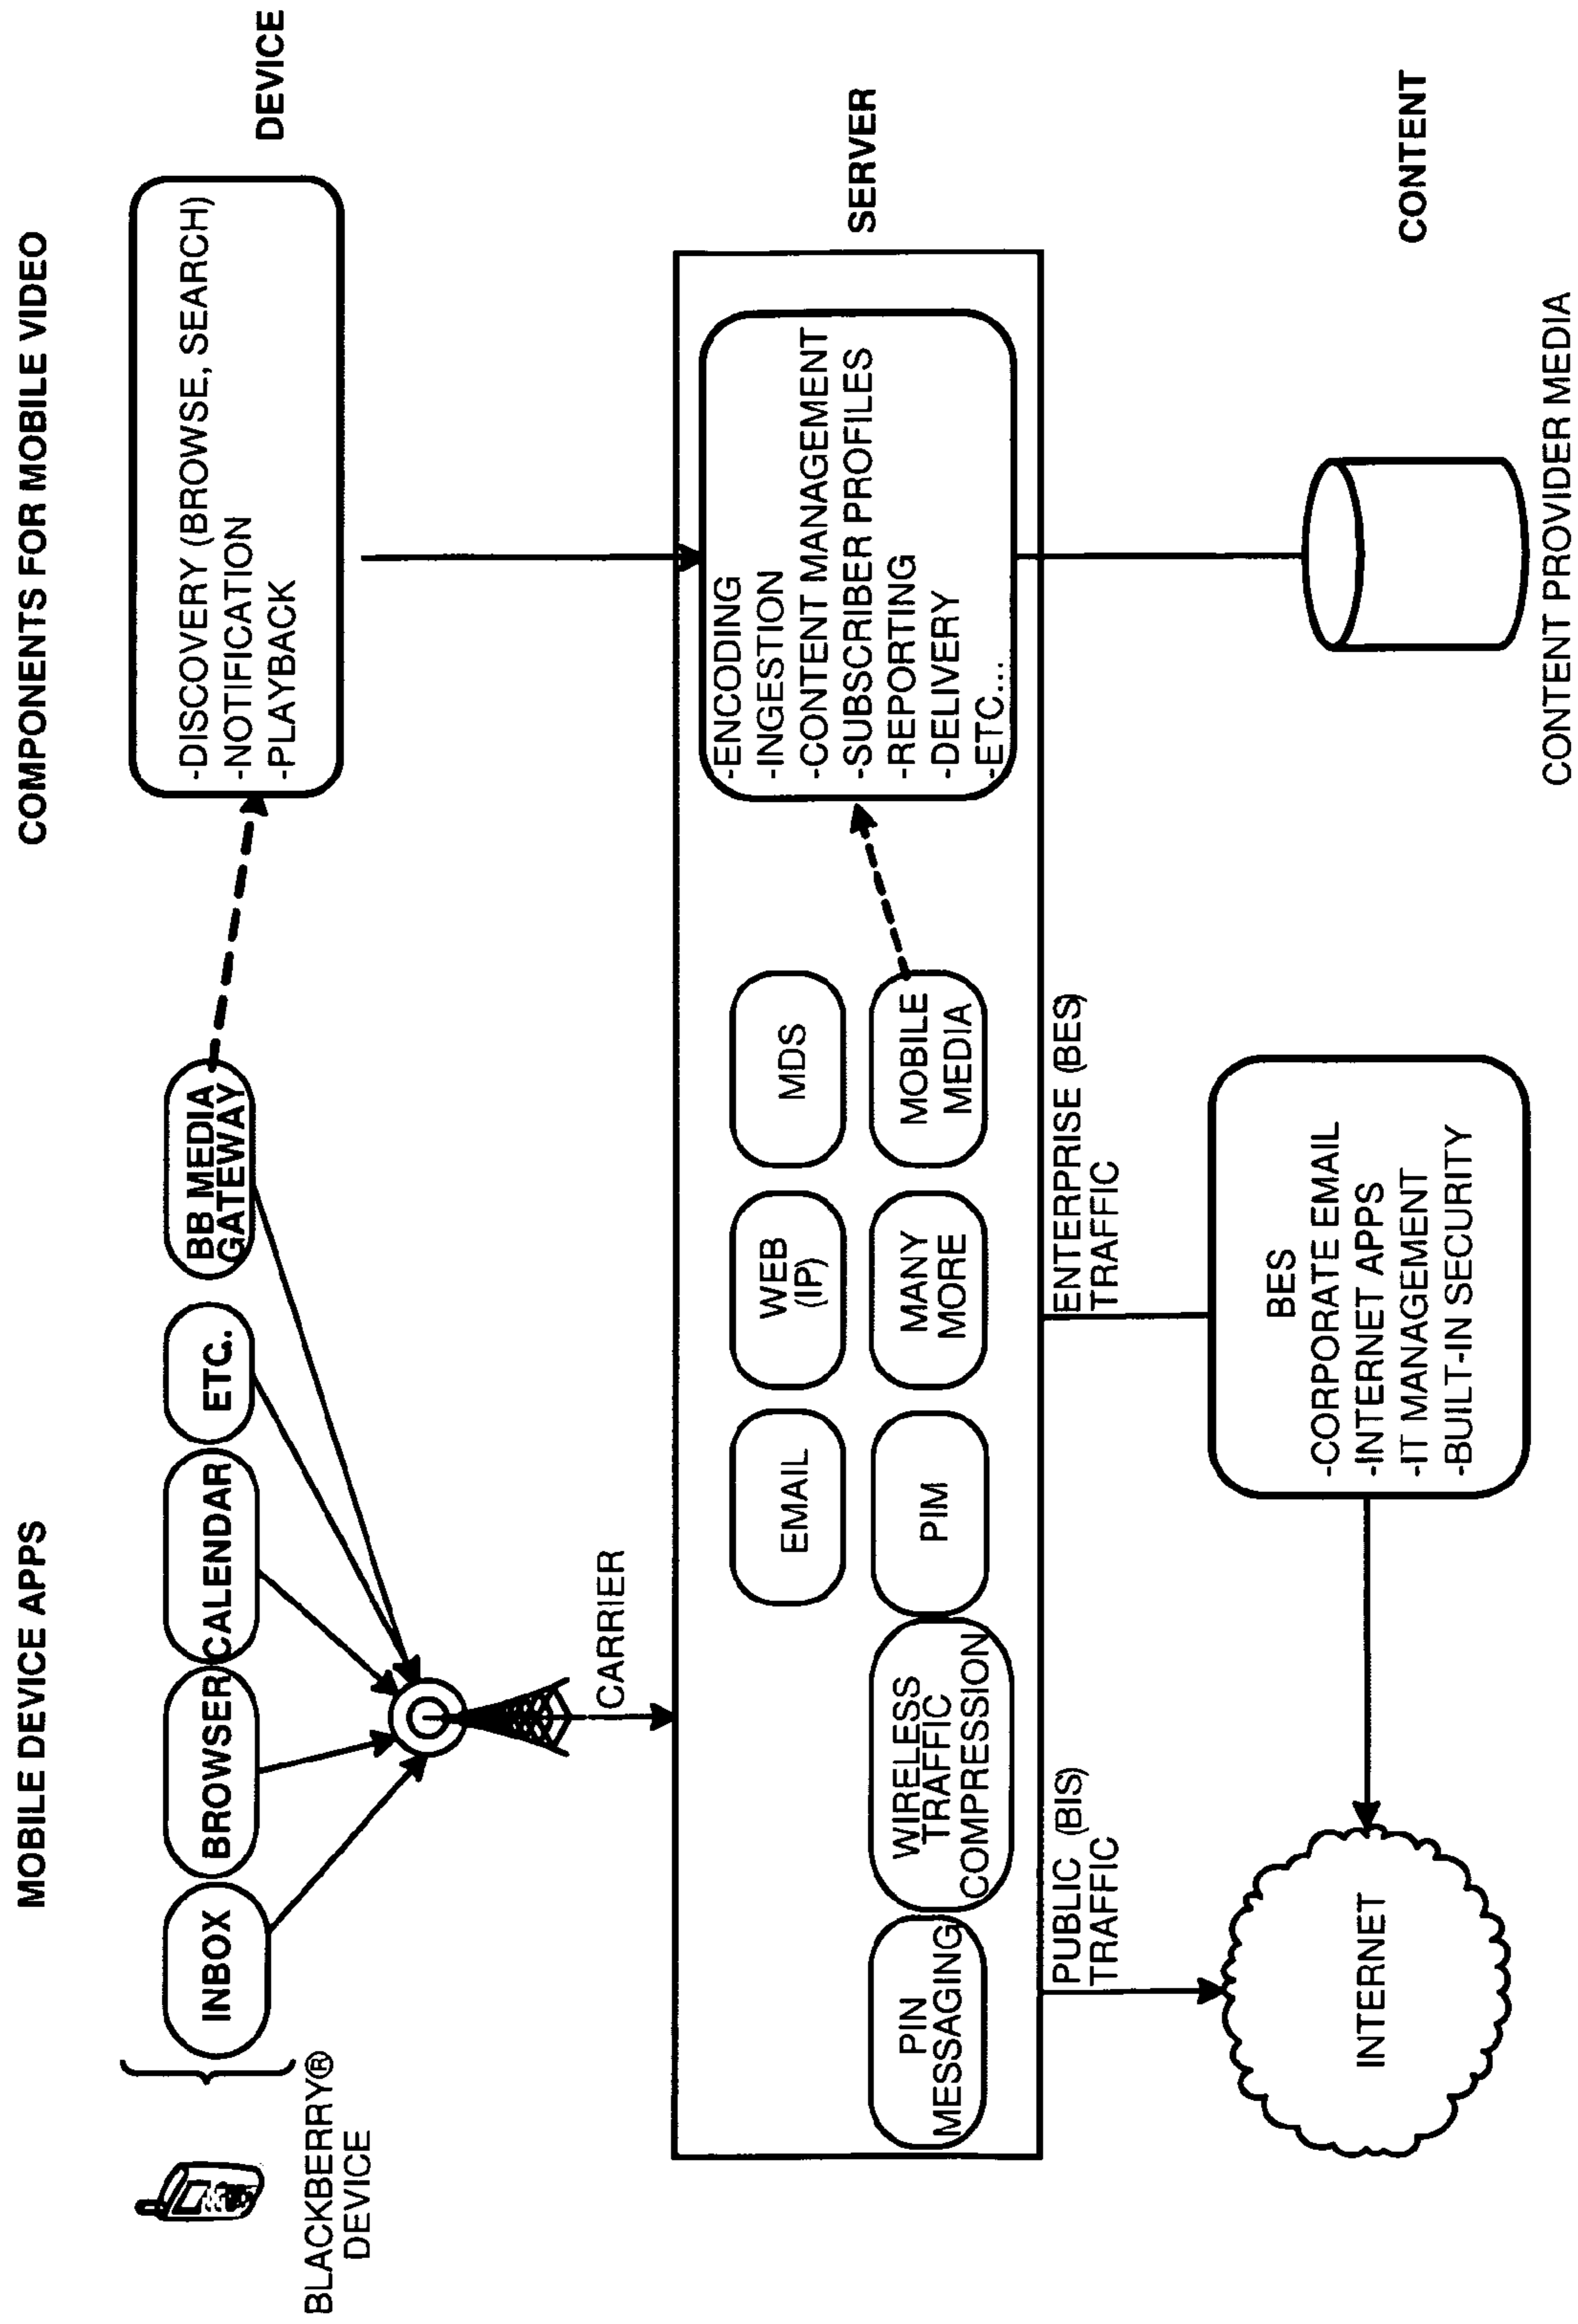 MOBILE DEVICE APPS
COMPONENTS FOR MOBILE VIDEO
INBOX
BROWSER
CALENDAR
ETC.
BB MEDIA
GATEWAY
-DISCOVERY (BROWSE, SEARCH)
-NOTIFICATION
-PLAYBACK
DEVICE
BLACKBERRY®
DEVICE
CARRIER
SERVER
EMAIL
WEB
(IP)
MDS
PIN
MESSAGING
WIRELESS
TRAFFIC
COMPRESSION
PIM
MANY
MORE
MOBILE
MEDIA
-ENCODING
-INGESTION
-CONTENT MANAGEMENT
-SUBSCRIBER PROFILES
-REPORTING
-DELIVERY
-ETC...
PUBLIC (BIS)
TRAFFIC
ENTERPRISE (BES)
TRAFFIC
INTERNET
BES
-CORPORATE EMAIL
-INTERNET APPS
-IT MANAGEMENT
-BUILT-IN SECURITY
CONTENT
CONTENT PROVIDER MEDIA